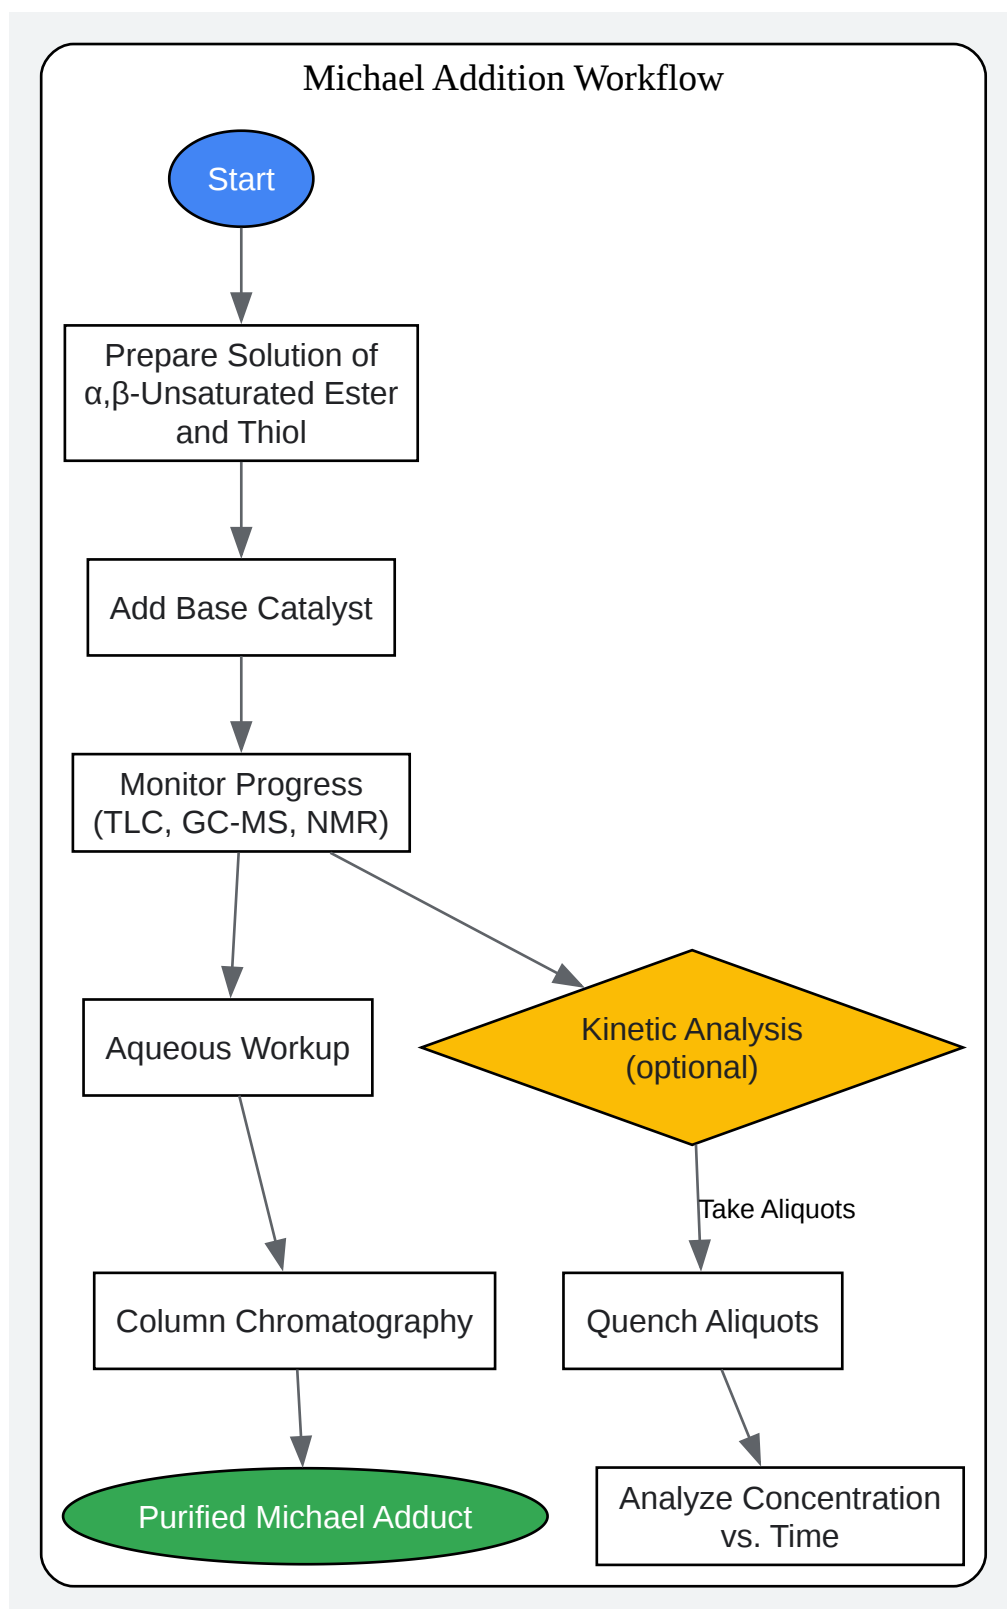 Michael Addition Workflow
Start
Prepare Solution of
α,β-Unsaturated Ester
and Thiol
Add Base Catalyst
Monitor Progress
(TLC, GC-MS, NMR)
Aqueous Workup
Kinetic Analysis
(optional)
Take Aliquots
Column Chromatography
Quench Aliquots
Purified Michael Adduct
Analyze Concentration
vs. Time